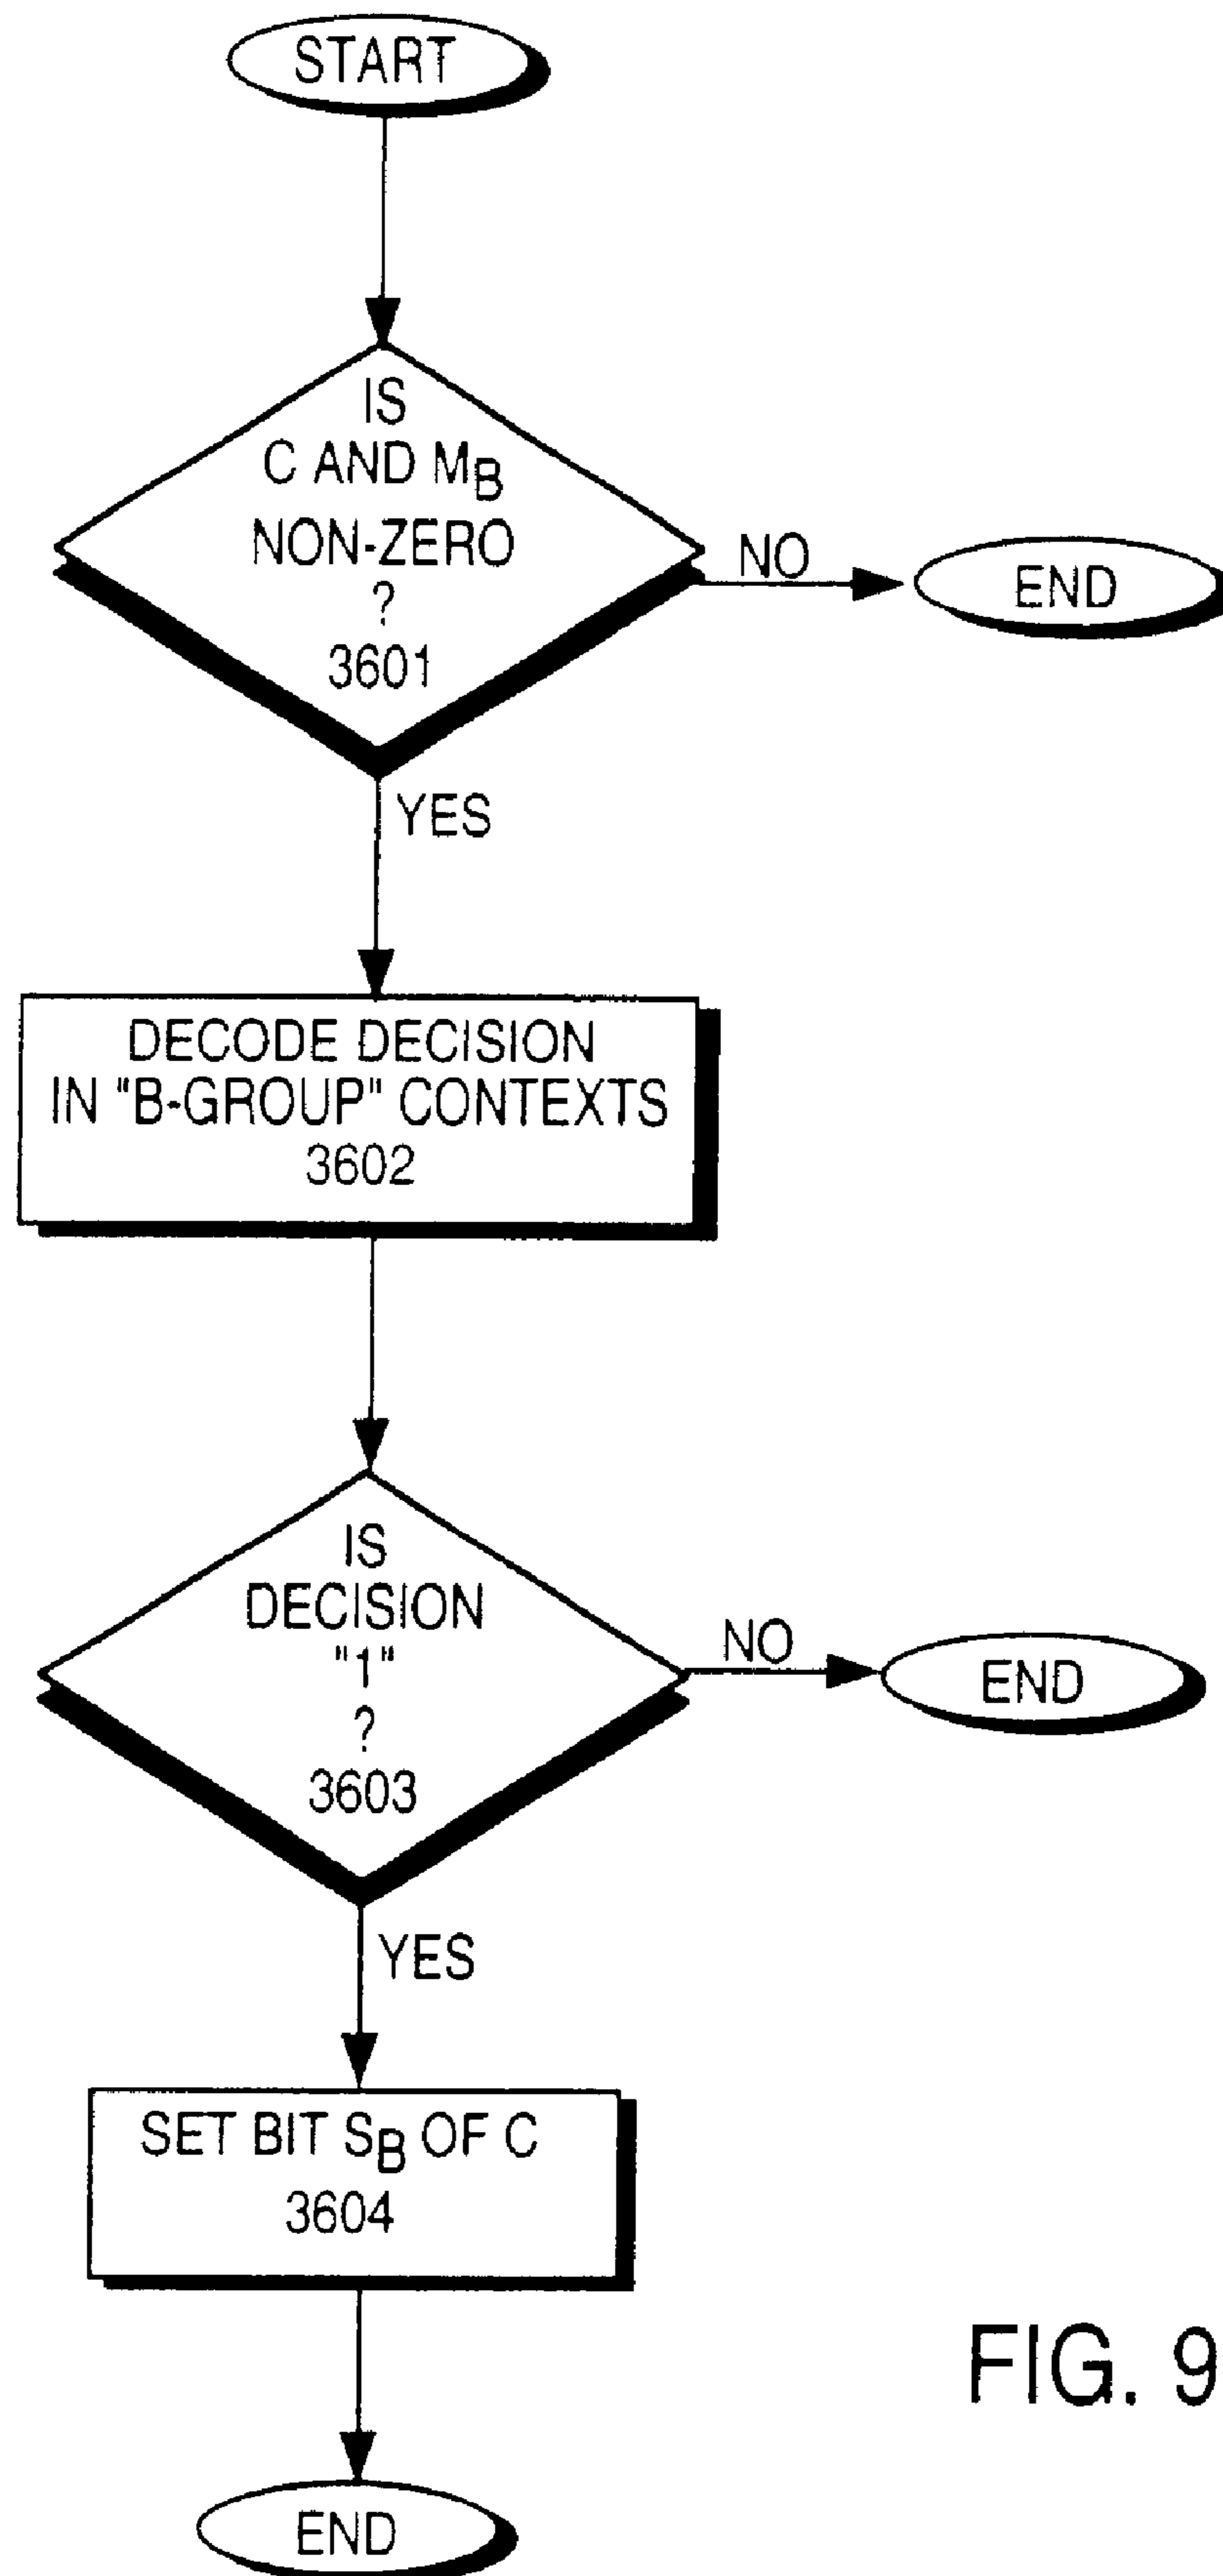 START
IS
C AND MB
NON-ZERO
?
3601
NO
END
YES
DECODE DECISION
IN "B-GROUP" CONTEXTS
3602
IS
DECISION
"1"
?
3603
NO
END
YES
SET BIT SB OF C
3604
END
FIG. 9